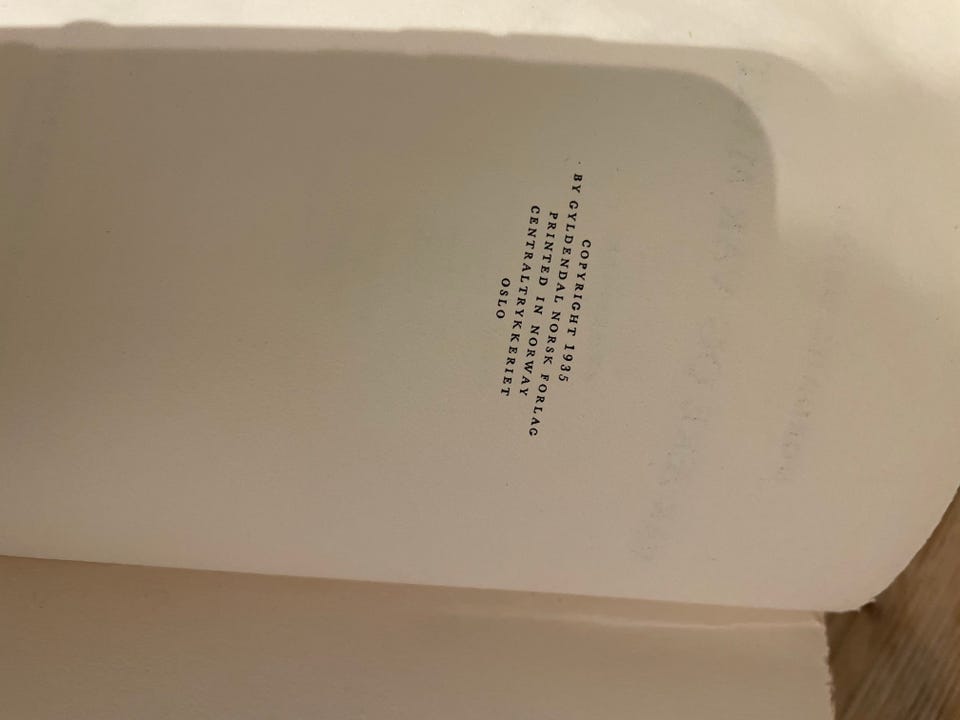 COPYRIGHT 1935
BY GYLDENDAL NORSK FORLAG
PRINTED IN NORWAY
CENTRALTRYKKERIET
OSLO